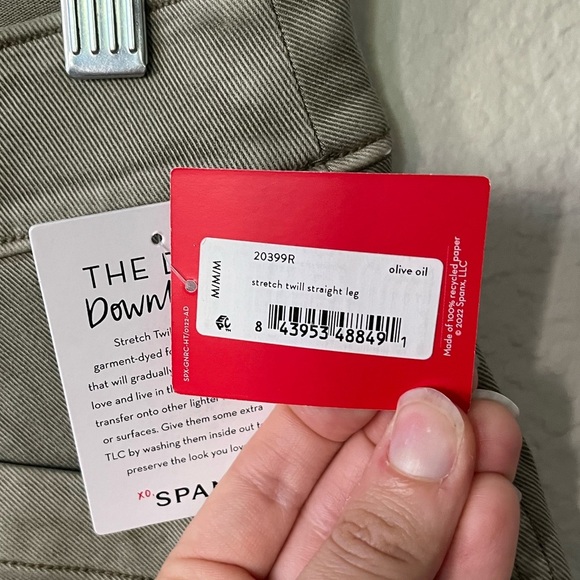 THE
Down
Stretch Twil
garment-dyed
that will gradually
love and live in
transfer onto other lighter
or surfaces. Give them some extra
TLC by washing them inside out
preserve the look you lov
xo, SPAN
20399R
olive oil
M/M/M
stretch twill straight leg
8 43953 48849 1
SPX-GNRC-HT/0122-AD
Made of 100% recycled paper
© 2022 Spanx, LLC